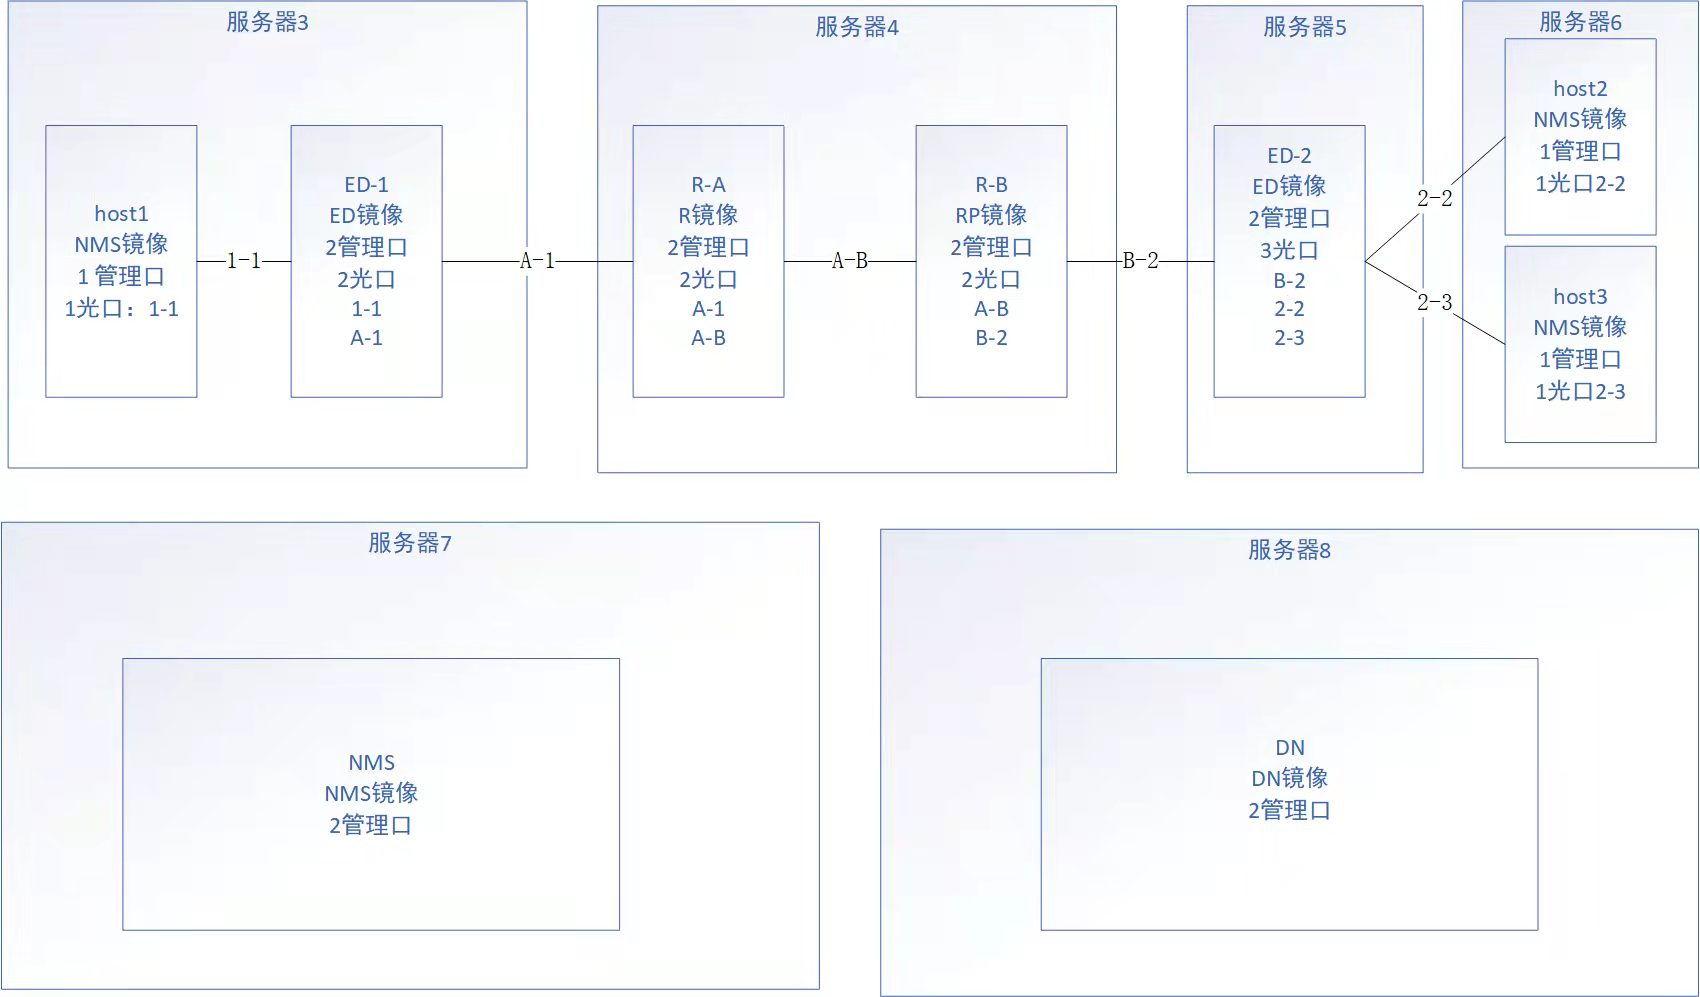 服务器3
host1
NMS镜像
1管理口
1光口：1-1
1-1
ED-1
ED镜像
2管理口
2光口
1-1
A-1
A-1
服务器4
R-A
R镜像
2管理口
2光口
A-1
A-B
A-B
R-B
RP镜像
2管理口
2光口
A-B
B-2
B-2
服务器5
ED-2
ED镜像
2管理口
3光口
B-2
2-2
2-3
2-2
2-3
服务器6
host2
NMS镜像
1管理口
1光口2-2
host3
NMS镜像
1管理口
1光口2-3
服务器7
NMS
NMS镜像
2管理口
服务器8
DN
DN镜像
2管理口